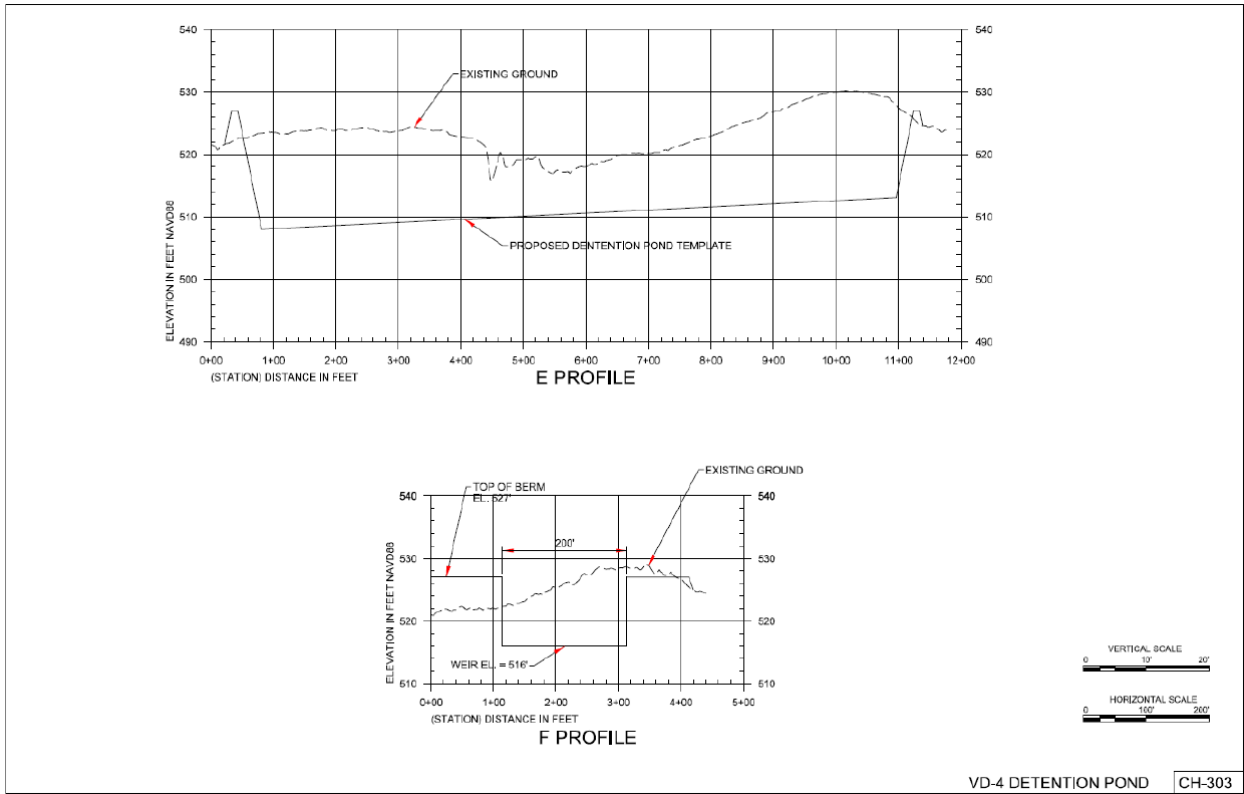 540
540
EXISTING GROUND
530
530
520
520
510
510
PROPOSED DENTENTION POND TEMPLATE
500
500
490
490
ELEVATION IN FEET NAVD88
0+00 1+00 2+00 3+00 4+00 5+00 6+00 7+00 8+00 9+00 10+00 11+00 12+00
(STATION) DISTANCE IN FEET
E PROFILE
EXISTING GROUND
TOP OF BERM
EL. 527'
540
540
200'
530
530
520
520
WEIR EL. = 516'
510
510
ELEVATION IN FEET NAVD88
0+00 1+00 2+00 3+00 4+00 5+00
(STATION) DISTANCE IN FEET
F PROFILE
VERTICAL SCALE
0 10' 20'
HORIZONTAL SCALE
0 100' 200'
VD-4 DETENTION POND CH-303